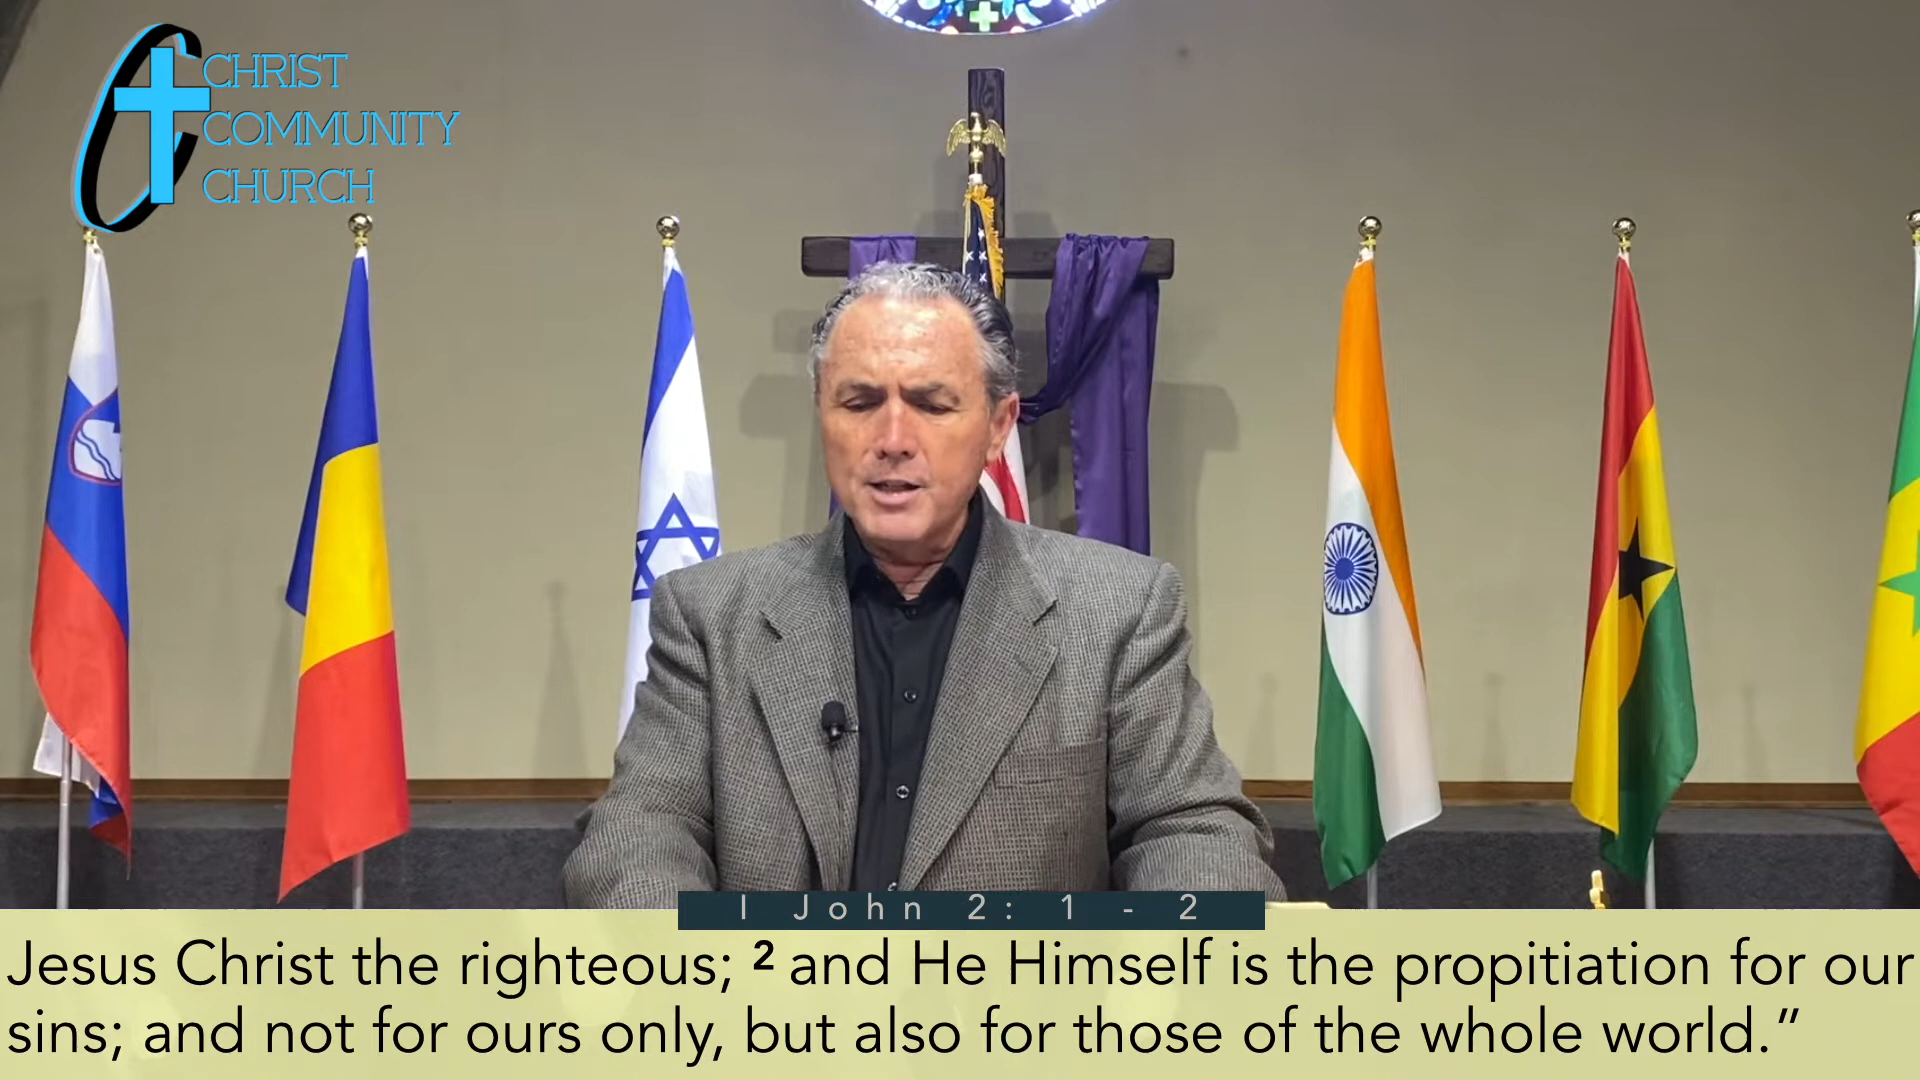 CHRIST
COMMUNITY
CHURCH
I John 2: 1 - 2
Jesus Christ the righteous; 2 and He Himself is the propitiation for our
sins; and not for ours only, but also for those of the whole world.”